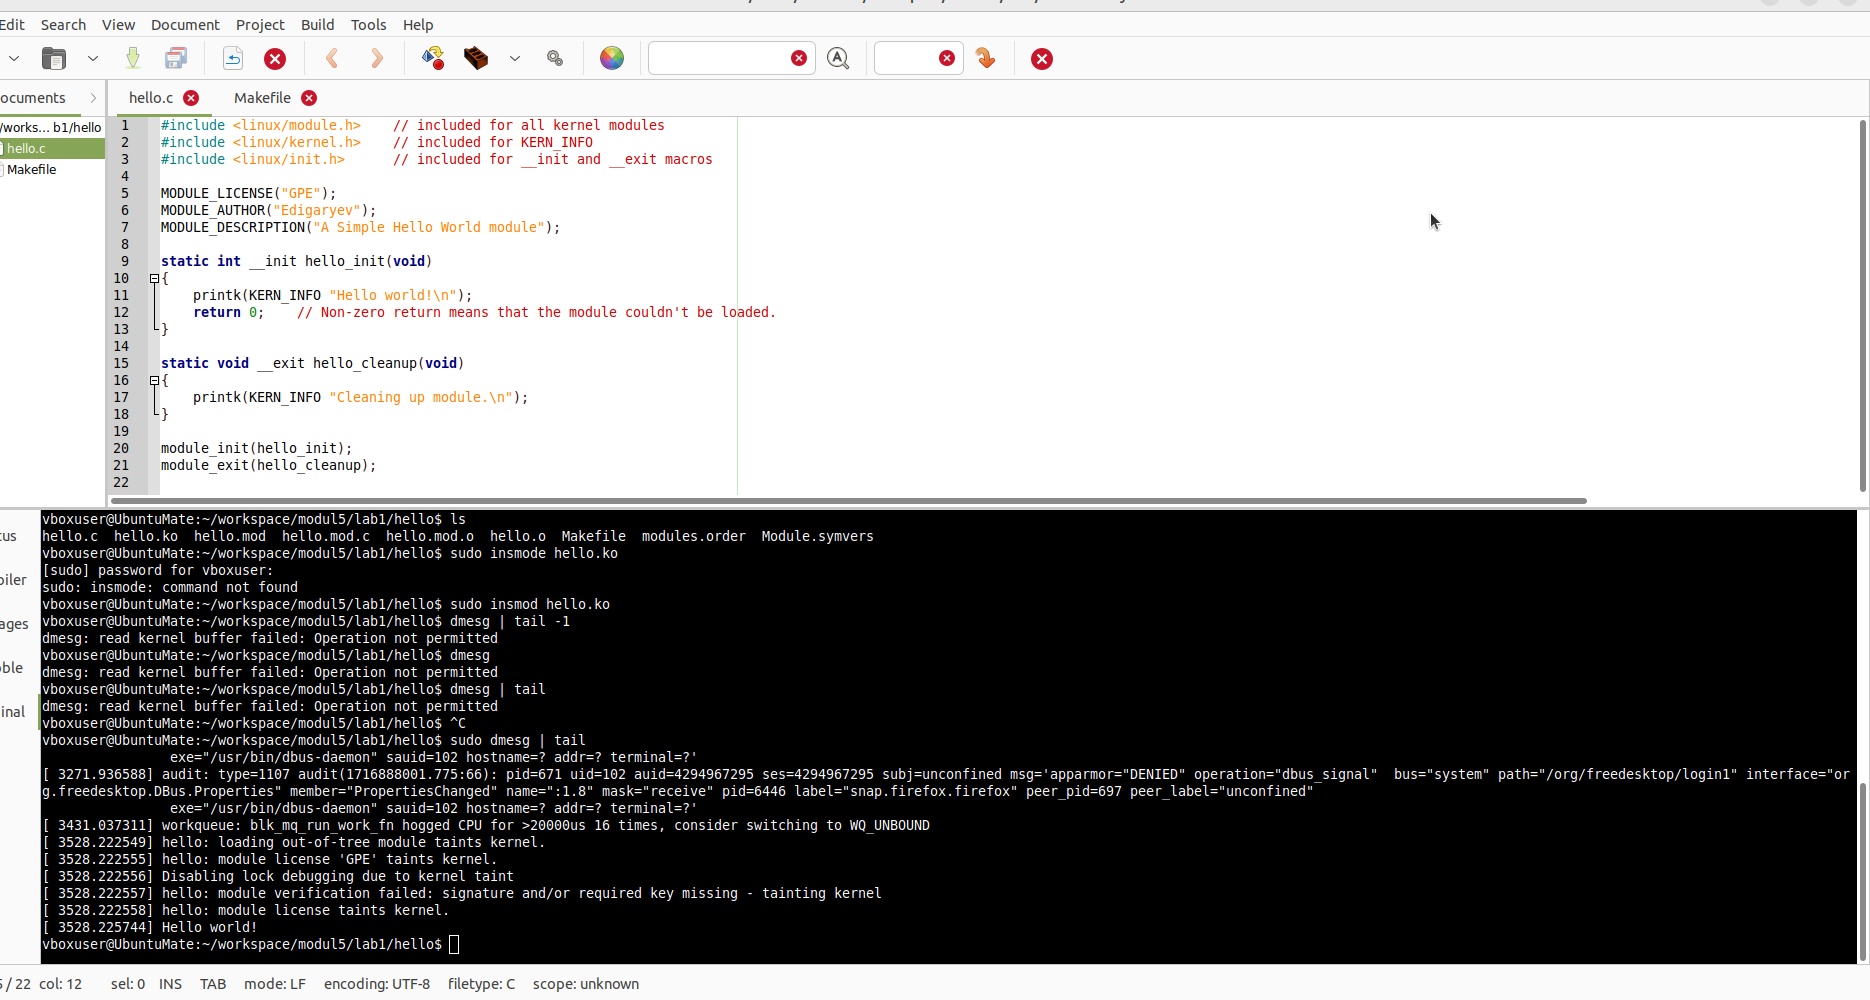 Edit Search View Document Project Build Tools Help
ocuments
hello.c Makefile
/works... b1/hello
hello.c
Makefile
1 #include <linux/module.h> // included for all kernel modules
2 #include <linux/kernel.h> // included for KERN_INFO
3 #include <linux/init.h> // included for __init and __exit macros
4
5 MODULE_LICENSE("GPE");
6 MODULE_AUTHOR("Edigaryev");
7 MODULE_DESCRIPTION("A Simple Hello World module");
8
9 static int __init hello_init(void)
10 {
11 printk(KERN_INFO "Hello world!\n");
12 return 0; // Non-zero return means that the module couldn't be loaded.
13 }
14
15 static void __exit hello_cleanup(void)
16 {
17 printk(KERN_INFO "Cleaning up module.\n");
18 }
19
20 module_init(hello_init);
21 module_exit(hello_cleanup);
22
tus
piler
ages
bble
inal
vboxuser@UbuntuMate:~/workspace/modul5/lab1/hello$ ls
hello.c hello.ko hello.mod hello.mod.c hello.mod.o hello.o Makefile modules.order Module.symvers
vboxuser@UbuntuMate:~/workspace/modul5/lab1/hello$ sudo insmode hello.ko
[sudo] password for vboxuser:
sudo: insmode: command not found
vboxuser@UbuntuMate:~/workspace/modul5/lab1/hello$ sudo insmod hello.ko
vboxuser@UbuntuMate:~/workspace/modul5/lab1/hello$ dmesg | tail -1
dmesg: read kernel buffer failed: Operation not permitted
vboxuser@UbuntuMate:~/workspace/modul5/lab1/hello$ dmesg
dmesg: read kernel buffer failed: Operation not permitted
vboxuser@UbuntuMate:~/workspace/modul5/lab1/hello$ dmesg | tail
dmesg: read kernel buffer failed: Operation not permitted
vboxuser@UbuntuMate:~/workspace/modul5/lab1/hello$ ^C
vboxuser@UbuntuMate:~/workspace/modul5/lab1/hello$ sudo dmesg | tail
exe="/usr/bin/dbus-daemon" sauid=102 hostname=? addr=? terminal=?'
[ 3271.936588] audit: type=1107 audit(1716888001.775:66): pid=671 uid=102 auid=4294967295 ses=4294967295 subj=unconfined msg='apparmor="DENIED" operation="dbus_signal" bus="system" path="/org/freedesktop/login1" interface="or
g.freedesktop.DBus.Properties" member="PropertiesChanged" name=":1.8" mask="receive" pid=6446 label="snap.firefox.firefox" peer_pid=697 peer_label="unconfined"
exe="/usr/bin/dbus-daemon" sauid=102 hostname=? addr=? terminal=?'
[ 3431.037311] workqueue: blk_mq_run_work_fn hogged CPU for >20000us 16 times, consider switching to WQ_UNBOUND
[ 3528.222549] hello: loading out-of-tree module taints kernel.
[ 3528.222555] hello: module license 'GPE' taints kernel.
[ 3528.222556] Disabling lock debugging due to kernel taint
[ 3528.222557] hello: module verification failed: signature and/or required key missing - tainting kernel
[ 3528.222558] hello: module license taints kernel.
[ 3528.225744] Hello world!
vboxuser@UbuntuMate:~/workspace/modul5/lab1/hello$
/ 22 col: 12 sel: 0 INS TAB mode: LF encoding: UTF-8 filetype: C scope: unknown